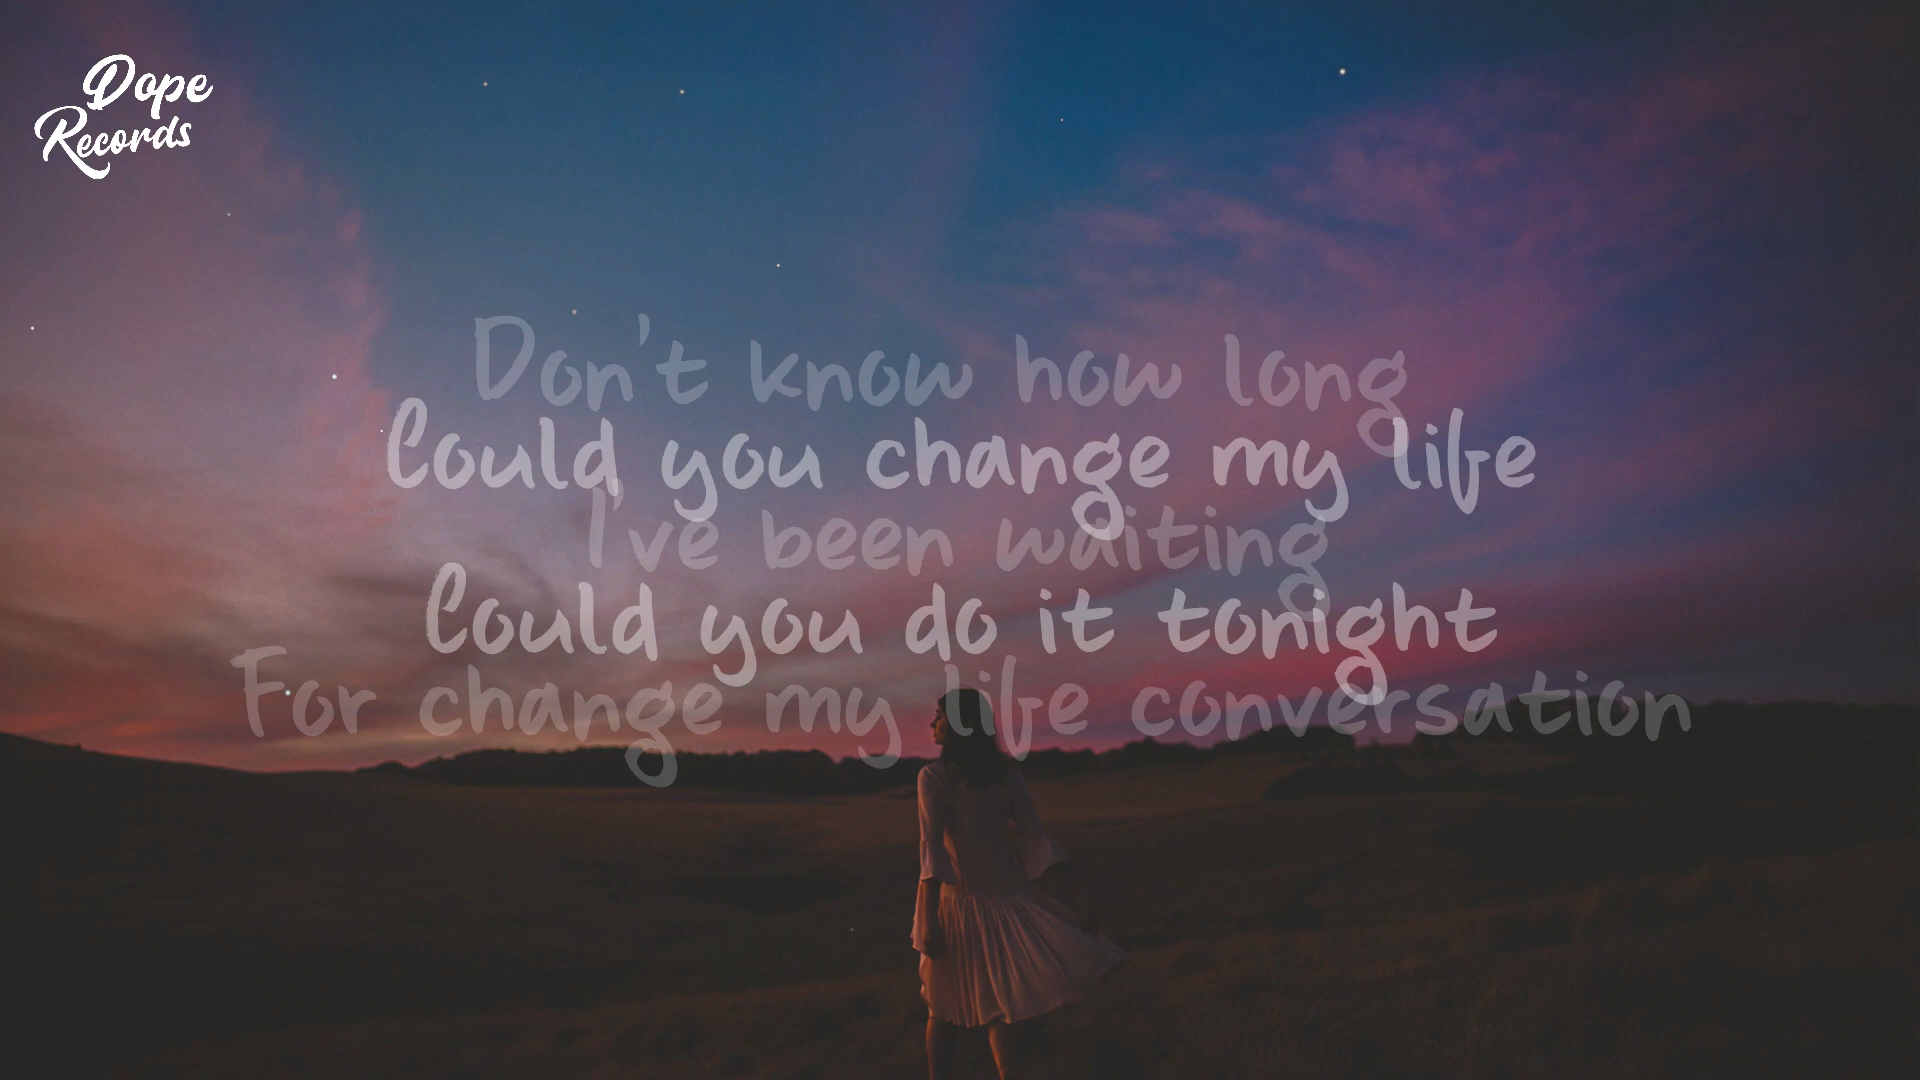 Dope
Records
Don't know how long
Could you change my life
I've been waiting
Could you do it tonight
For change my life conversation